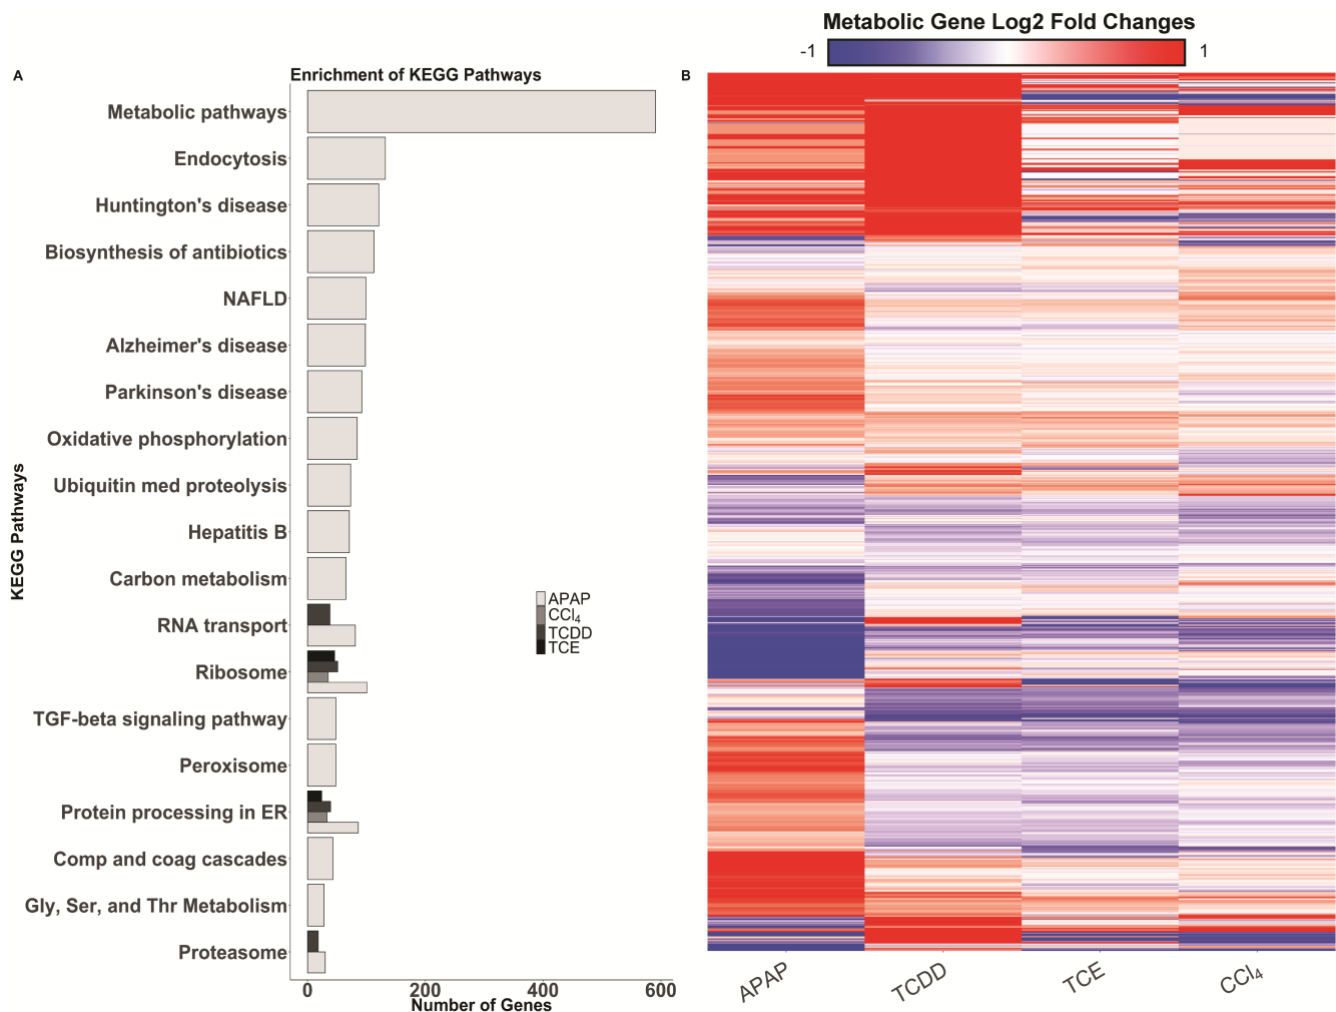 A
Enrichment of KEGG Pathways
KEGG Pathways
Metabolic pathways
Endocytosis
Huntington's disease
Biosynthesis of antibiotics
NAFLD
Alzheimer's disease
Parkinson's disease
Oxidative phosphorylation
Ubiquitin med proteolysis
Hepatitis B
Carbon metabolism
RNA transport
Ribosome
TGF-beta signaling pathway
Peroxisome
Protein processing in ER
Comp and coag cascades
Gly, Ser, and Thr Metabolism
Proteasome
APAP
CCl₄
TCDD
TCE
0 200 400 600
Number of Genes
B
Metabolic Gene Log2 Fold Changes
-1 1
APAP TCDD TCE CCl₄